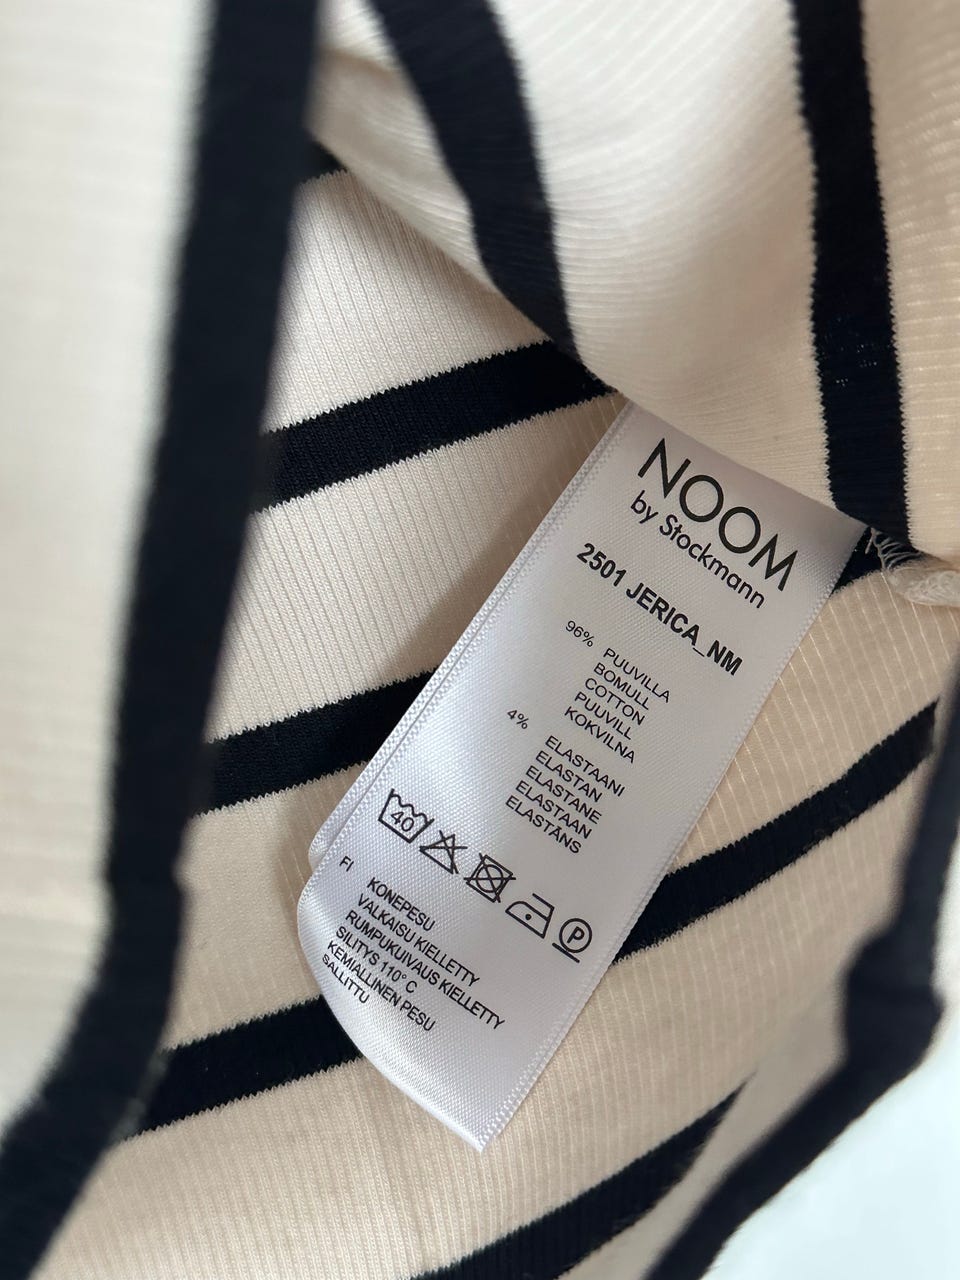 NOOM
by Stockmann
2501 JERICA_NM
96% PUUVILLA
BOMULL
COTTON
PUUVILL
KOKVILNA
4% ELASTAANI
ELASTAN
ELASTANE
ELASTAAN
ELASTĀNS
40
P
FI KONEPESU
VALKAISU KIELLETTY
RUMPUKUIVAUS KIELLETTY
SILITYS 110° C
KEMIALLINEN PESU
SALLITTU